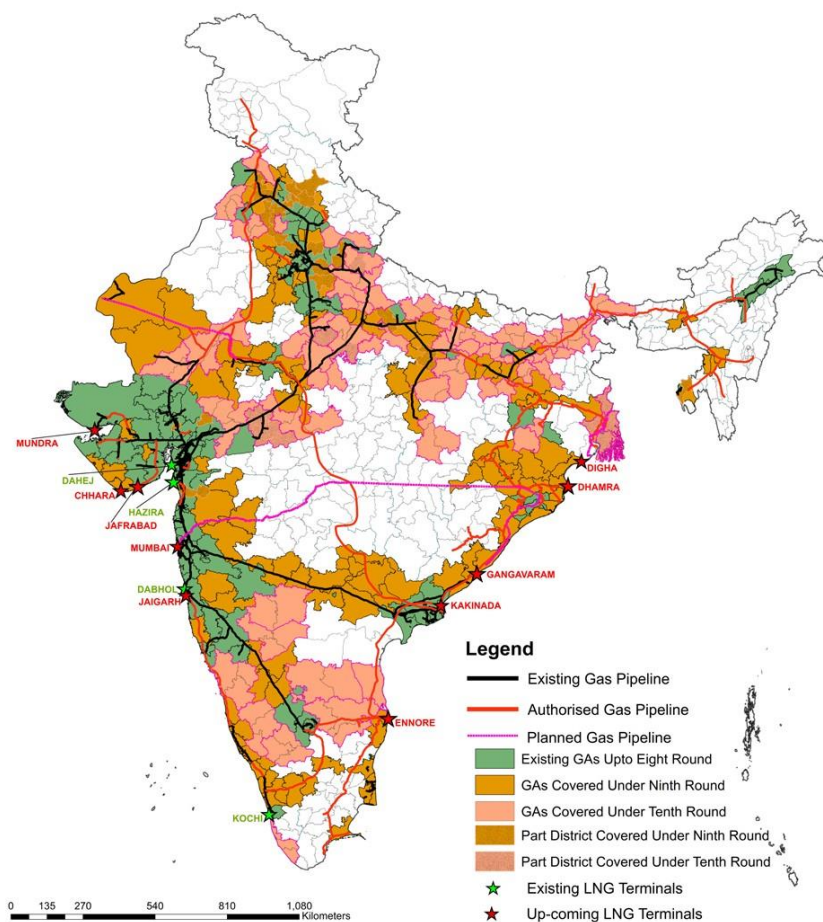 MUNDRA
DAHEJ
CHHARA
HAZIRA
JAFRABAD
MUMBAI
DABHOL
JAIGARH
DIGHA
DHAMRA
GANGAVARAM
KAKINADA
ENNORE
KOCHI
Legend
Existing Gas Pipeline
Authorised Gas Pipeline
Planned Gas Pipeline
Existing GAs Upto Eight Round
GAs Covered Under Ninth Round
GAs Covered Under Tenth Round
Part District Covered Under Ninth Round
Part District Covered Under Tenth Round
Existing LNG Terminals
Up-coming LNG Terminals
0 135 270 540 810 1,080
Kilometers